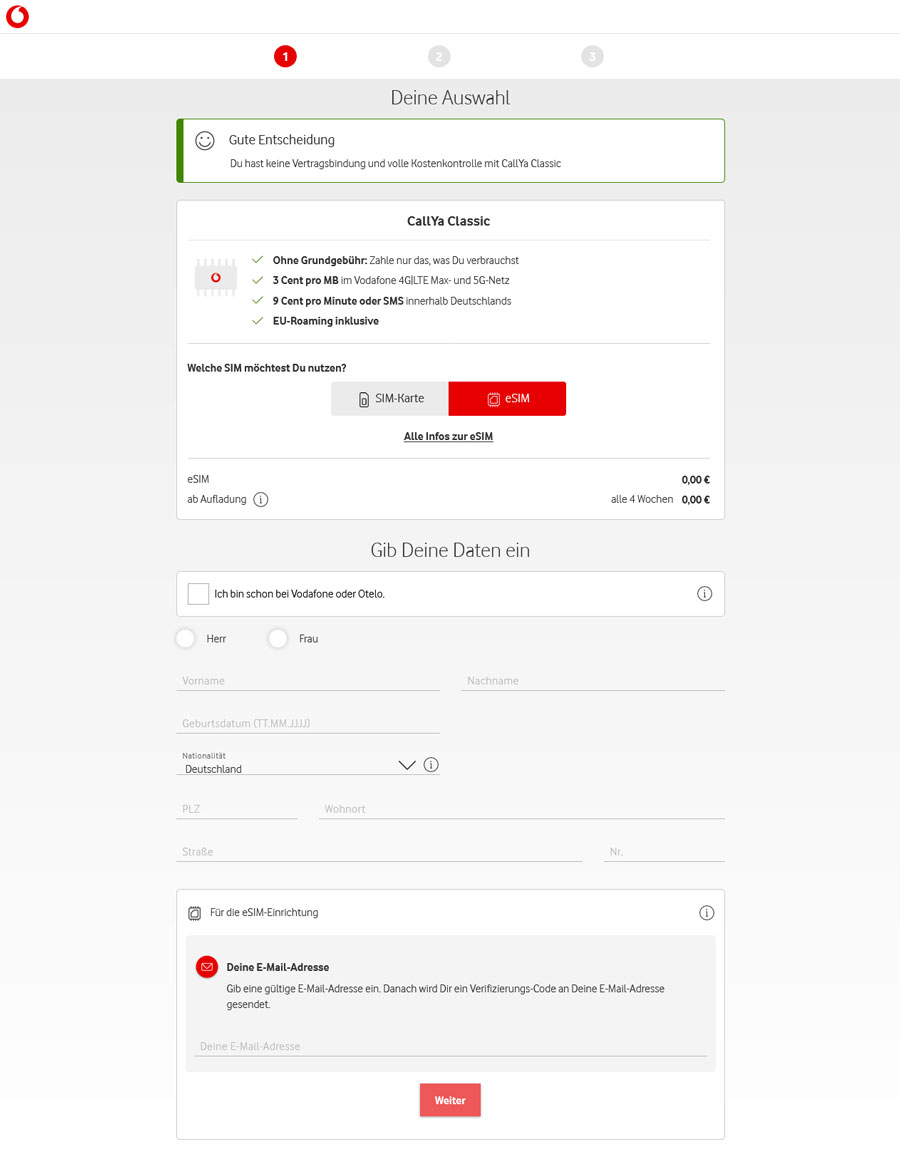 1 2 3
Deine Auswahl
Gute Entscheidung
Du hast keine Vertragsbindung und volle Kostenkontrolle mit CallYa Classic
CallYa Classic
Ohne Grundgebühr: Zahle nur das, was Du verbrauchst
3 Cent pro MB im Vodafone 4G|LTE Max- und 5G-Netz
9 Cent pro Minute oder SMS innerhalb Deutschlands
EU-Roaming inklusive
Welche SIM möchtest Du nutzen?
SIM-Karte eSIM
Alle Infos zur eSIM
eSIM 0,00 €
ab Aufladung alle 4 Wochen 0,00 €
Gib Deine Daten ein
Ich bin schon bei Vodafone oder Otelo.
Herr Frau
Vorname Nachname
Geburtsdatum (TT.MM.JJJJ)
Nationalität
Deutschland
PLZ Wohnort
Straße Nr.
Für die eSIM-Einrichtung
Deine E-Mail-Adresse
Gib eine gültige E-Mail-Adresse ein. Danach wird Dir ein Verifizierungs-Code an Deine E-Mail-Adresse
gesendet.
Deine E-Mail-Adresse
Weiter